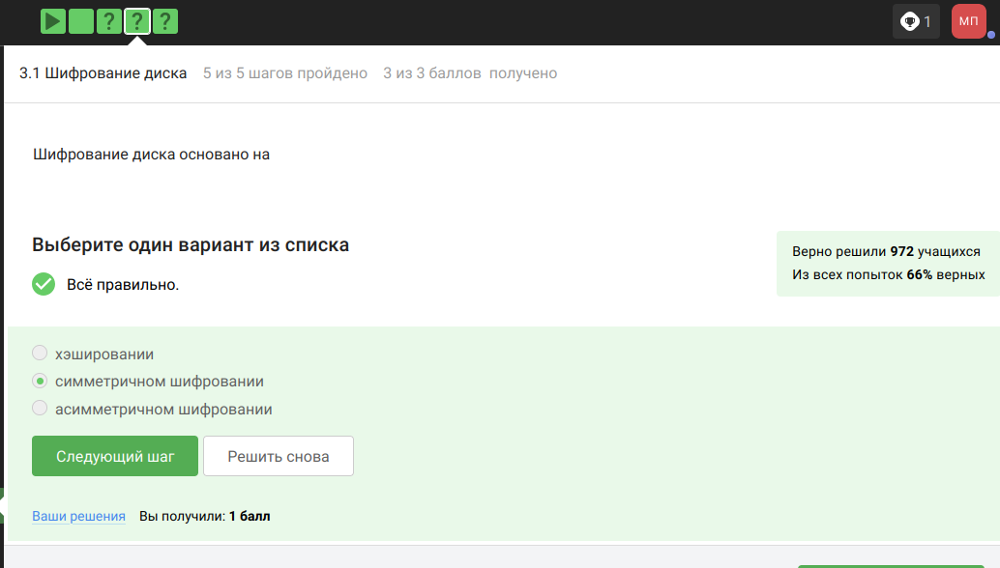 ? ? ?
1
МП
3.1 Шифрование диска 5 из 5 шагов пройдено 3 из 3 баллов получено
Шифрование диска основано на
Выберите один вариант из списка
Верно решили 972 учащихся
Из всех попыток 66% верных
Всё правильно.
хэшировании
симметричном шифровании
асимметричном шифровании
Следующий шаг
Решить снова
Ваши решения Вы получили: 1 балл